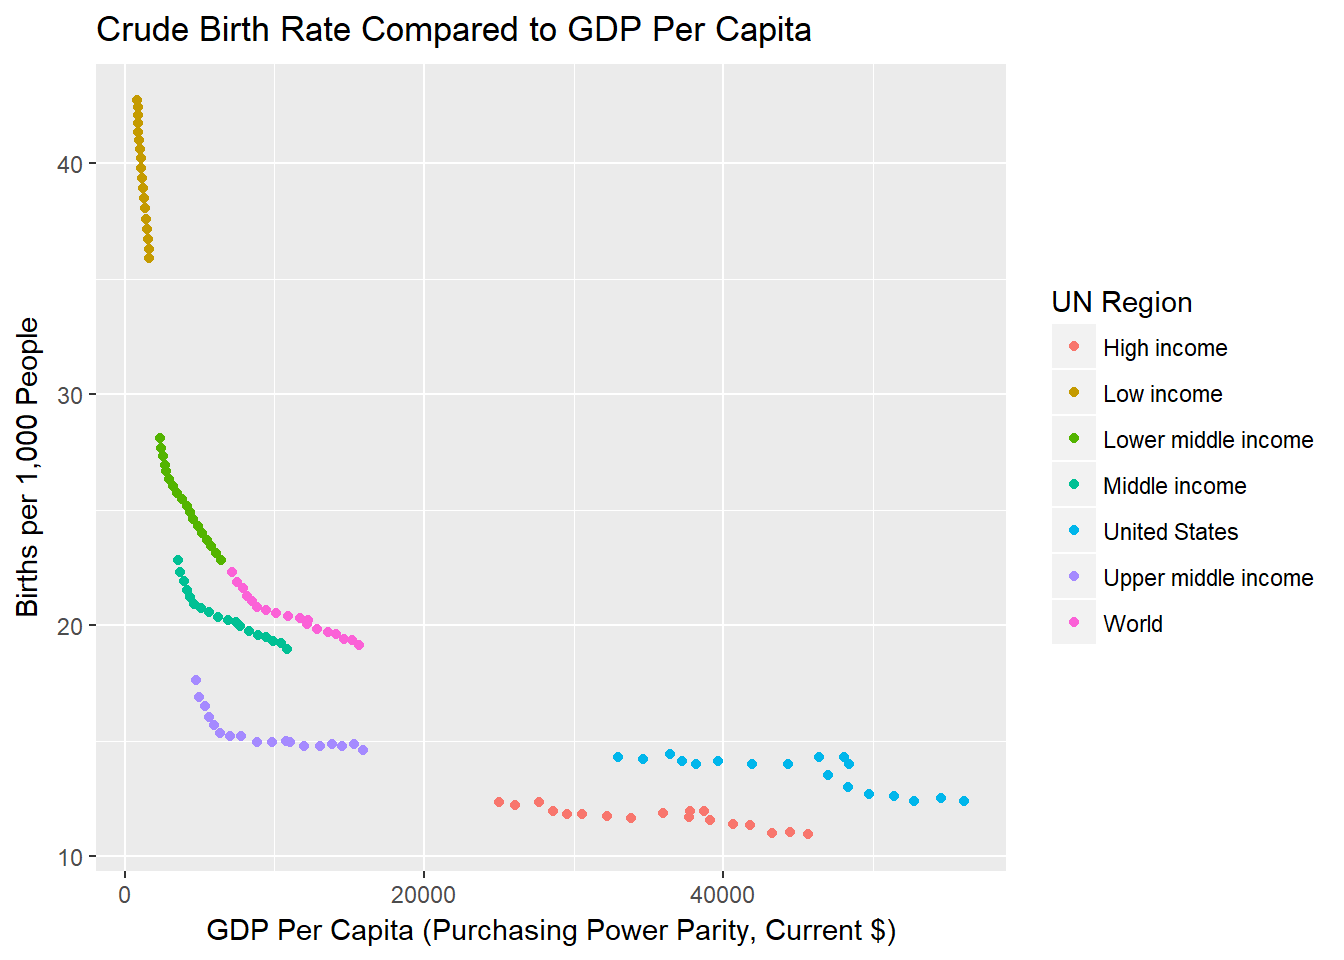 Crude Birth Rate Compared to GDP Per Capita
Births per 1,000 People
40
30
20
10
0
20000
40000
GDP Per Capita (Purchasing Power Parity, Current $)
UN Region
High income
Low income
Lower middle income
Middle income
United States
Upper middle income
World